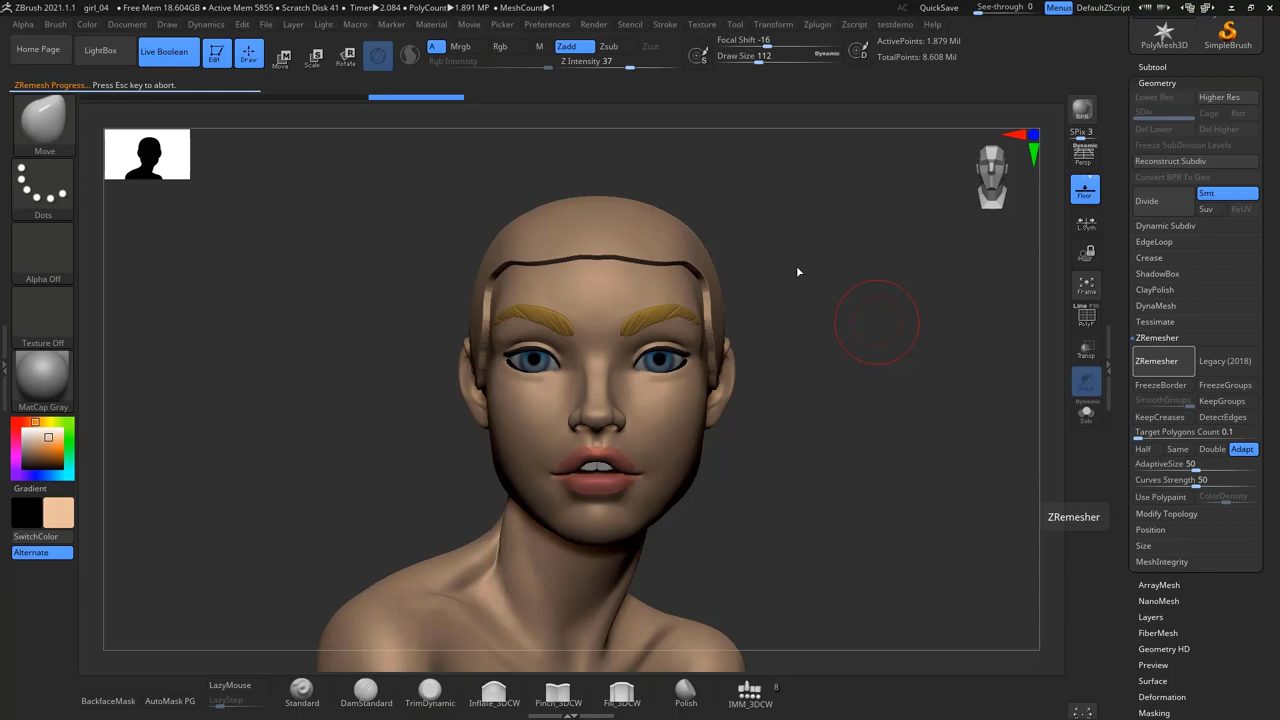 ZBrush 2021.1.1 girl_04 • Free Mem 18.604GB • Active Mem 5855 • Scratch Disk 41 • Timer▶2.084 • PolyCount▶1.891 MP • MeshCount▶1
AC QuickSave See-through 0 Menus DefaultZScript
Alpha Brush Color Document Draw Dynamics Edit File Layer Light Macro Marker Material Movie Picker Preferences Render Stencil Stroke Texture Tool Transform Zplugin Zscript testdemo Help
Home Page LightBox Live Boolean Edit Draw Move Scale Rotate
A Mrgb Rgb M Zadd Zsub Zcut
Rgb Intensity Z Intensity 37
Focal Shift -16
Draw Size 112 Dynamic
S
D
ActivePoints: 1.879 Mil
TotalPoints: 8.608 Mil
ZRemesh Progress... Press Esc key to abort.
Move
Dots
Alpha Off
Texture Off
MatCap Gray
Gradient
SwitchColor
Alternate
BPR
SPix 3
Dynamic
Persp
Floor
L.Sym
Frame
Line Fill
PolyF
Transp
Ghost
Dynamic
Solo
PolyMesh3D SimpleBrush
Subtool
Geometry
Lower Res Higher Res
SDiv Cage Rstr
Del Lower Del Higher
Freeze SubDivision Levels
Reconstruct Subdiv
Convert BPR To Geo
Divide Smt
Suv ReUV
Dynamic Subdiv
EdgeLoop
Crease
ShadowBox
ClayPolish
DynaMesh
Tessimate
ZRemesher
ZRemesher Legacy (2018)
FreezeBorder FreezeGroups
SmoothGroups KeepGroups
KeepCreases DetectEdges
Target Polygons Count 0.1
Half Same Double Adapt
AdaptiveSize 50
Curves Strength 50
Use Polypaint ColorDensity
ZRemesher
Modify Topology
Position
Size
MeshIntegrity
ArrayMesh
NanoMesh
Layers
FiberMesh
Geometry HD
Preview
Surface
Deformation
Masking
BackfaceMask AutoMask PG
LazyMouse
LazyStep
Standard DamStandard TrimDynamic Inflate_3DCW Pinch_3DCW Fill_3DCW Polish IMM_3DCW
8